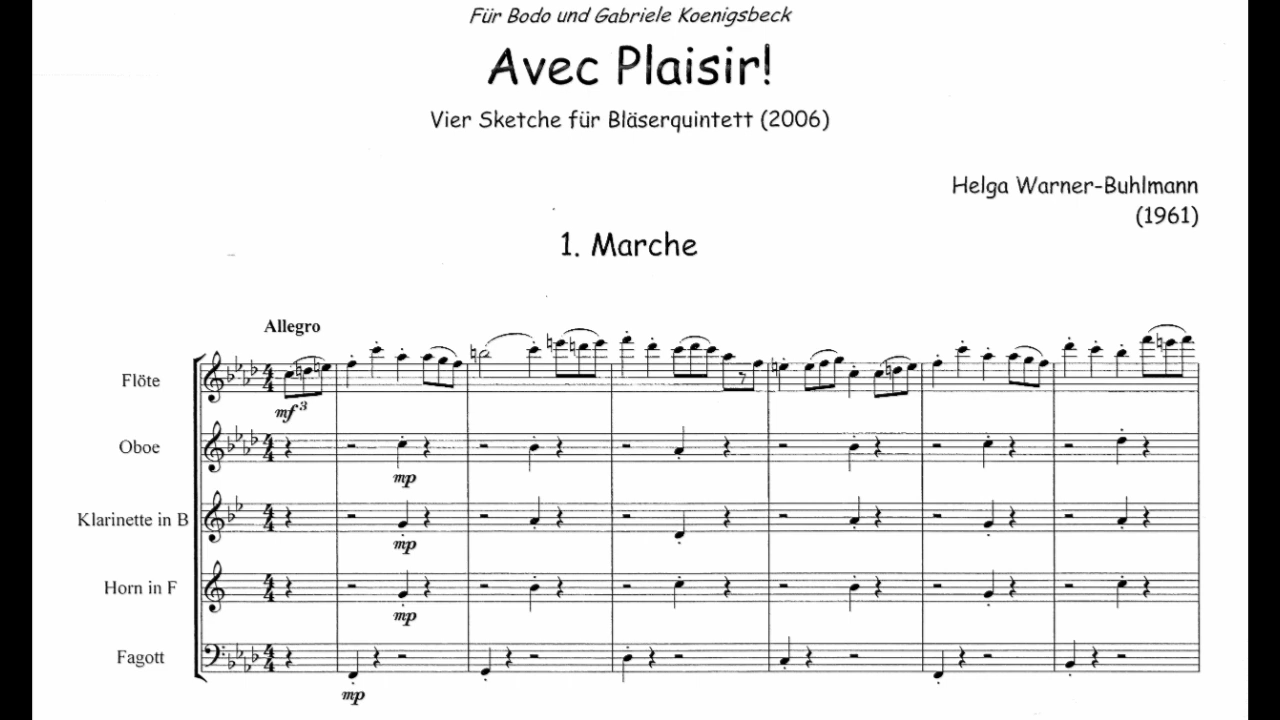 Für Bodo und Gabriele Koenigsbeck
Avec Plaisir!
Vier Sketche für Bläserquintett (2006)
Helga Warner-Buhlmann
(1961)
1. Marche
Allegro
Flöte
mf 3
Oboe
mp
Klarinette in B
mp
Horn in F
mp
Fagott
mp